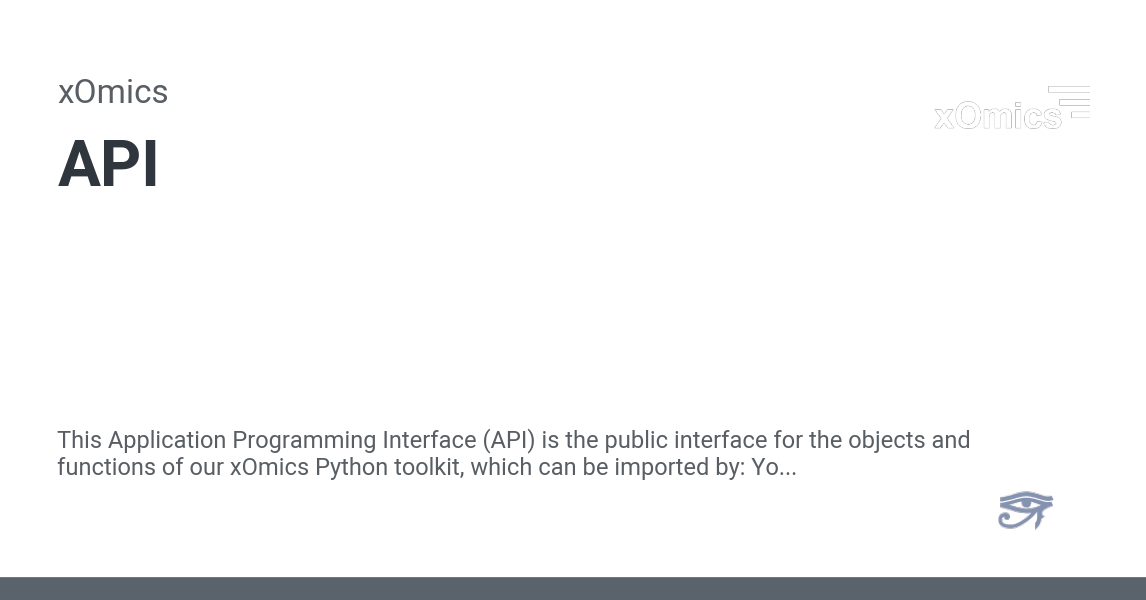 xOmics
xOmics
API
This Application Programming Interface (API) is the public interface for the objects and
functions of our xOmics Python toolkit, which can be imported by: Yo...